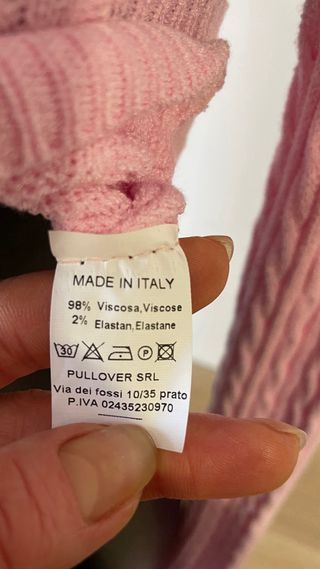 MADE IN ITALY
98% Viscosa,Viscose
2% Elastan,Elastane
30 P
PULLOVER SRL
Via dei fossi 10/35 prato
P.IVA 02435230970